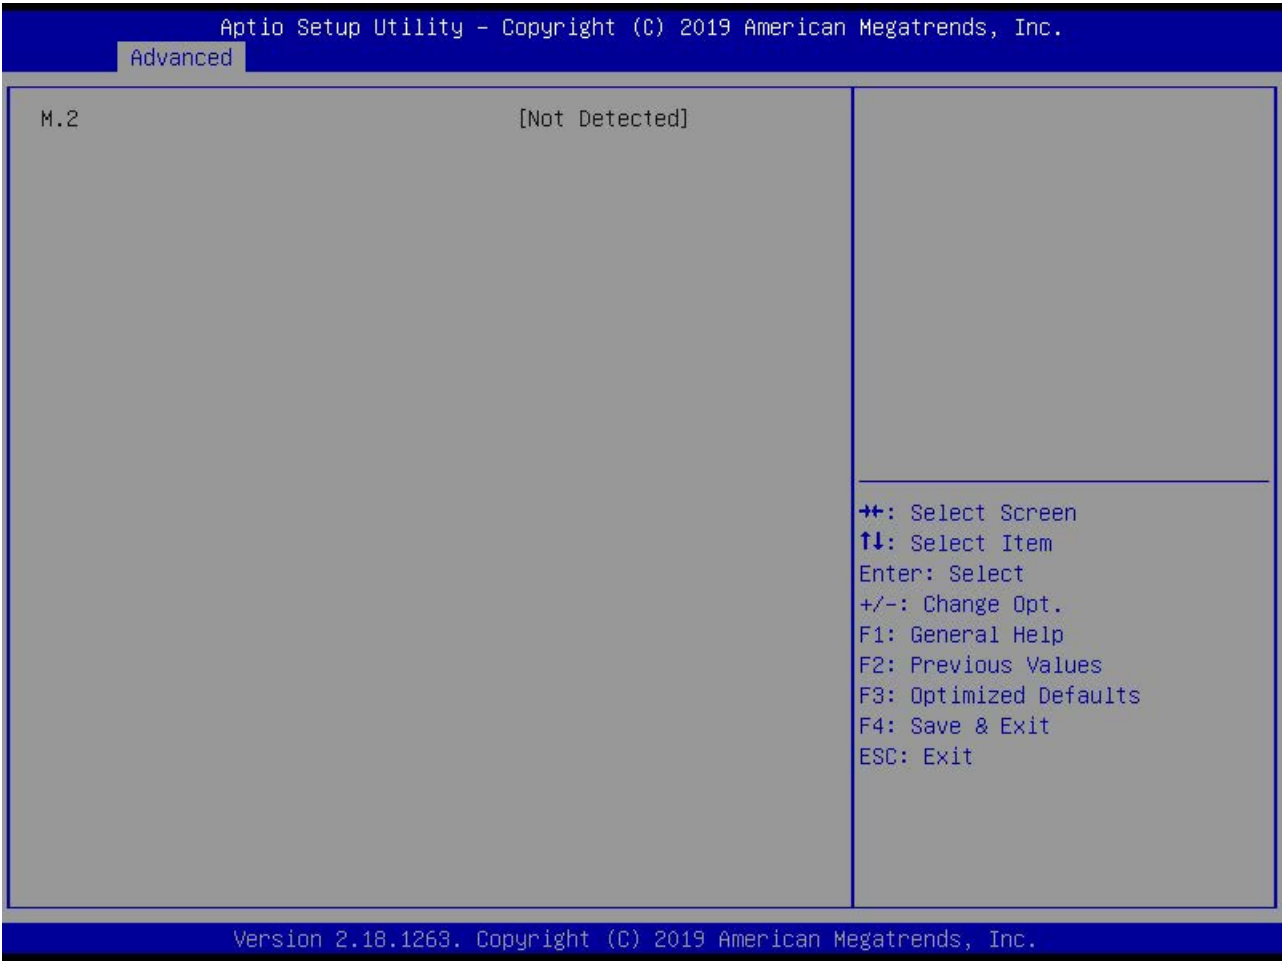 Aptio Setup Utility – Copyright (C) 2019 American Megatrends, Inc.
Advanced
M.2 [Not Detected]
→←: Select Screen
↑↓: Select Item
Enter: Select
+/-: Change Opt.
F1: General Help
F2: Previous Values
F3: Optimized Defaults
F4: Save & Exit
ESC: Exit
Version 2.18.1263. Copyright (C) 2019 American Megatrends, Inc.